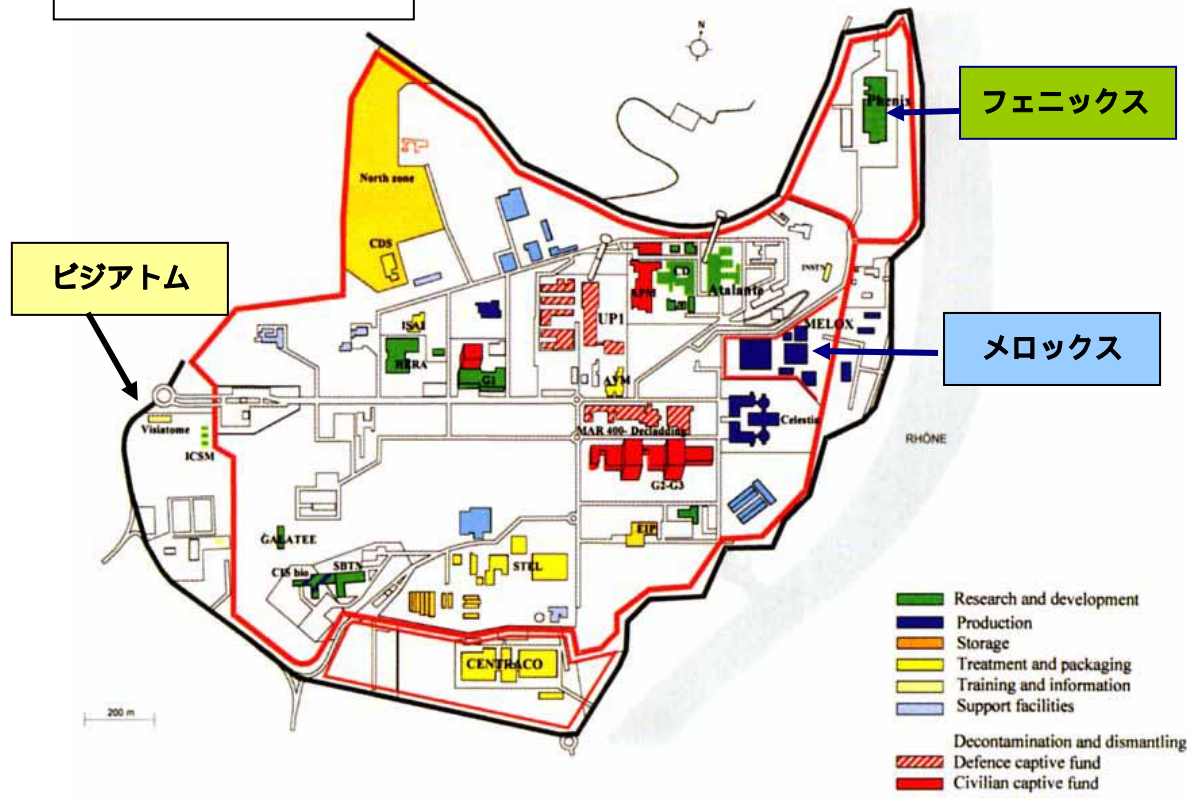 N
Phenix
フェニックス
North zone
CDS
ビジアトム
CD
APM
Atalante
INSTN
UP1
MELOX
メロックス
ISAI
HERA
G1
AVM
Visiatome
ICSM
MAR 400- Decladding
Celestin
RHÔNE
G2-G3
GALATEE
EIP
CIS bio
SBTN
STEL
CENTRACO
200 m
Research and development
Production
Storage
Treatment and packaging
Training and information
Support facilities
Decontamination and dismantling
Defence captive fund
Civilian captive fund